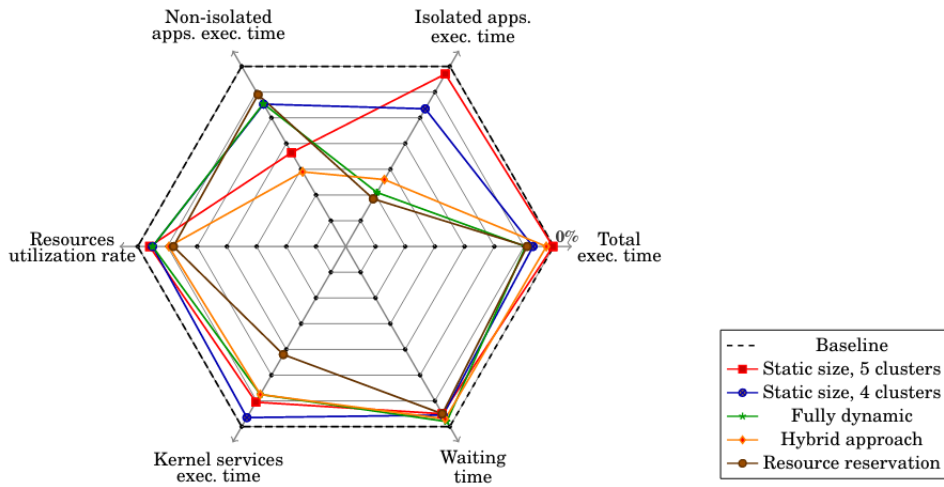 Non-isolated
apps. exec. time
Isolated apps.
exec. time
Resources
utilization rate
0%
Total
exec. time
Kernel services
exec. time
Waiting
time
Baseline
Static size, 5 clusters
Static size, 4 clusters
Fully dynamic
Hybrid approach
Resource reservation